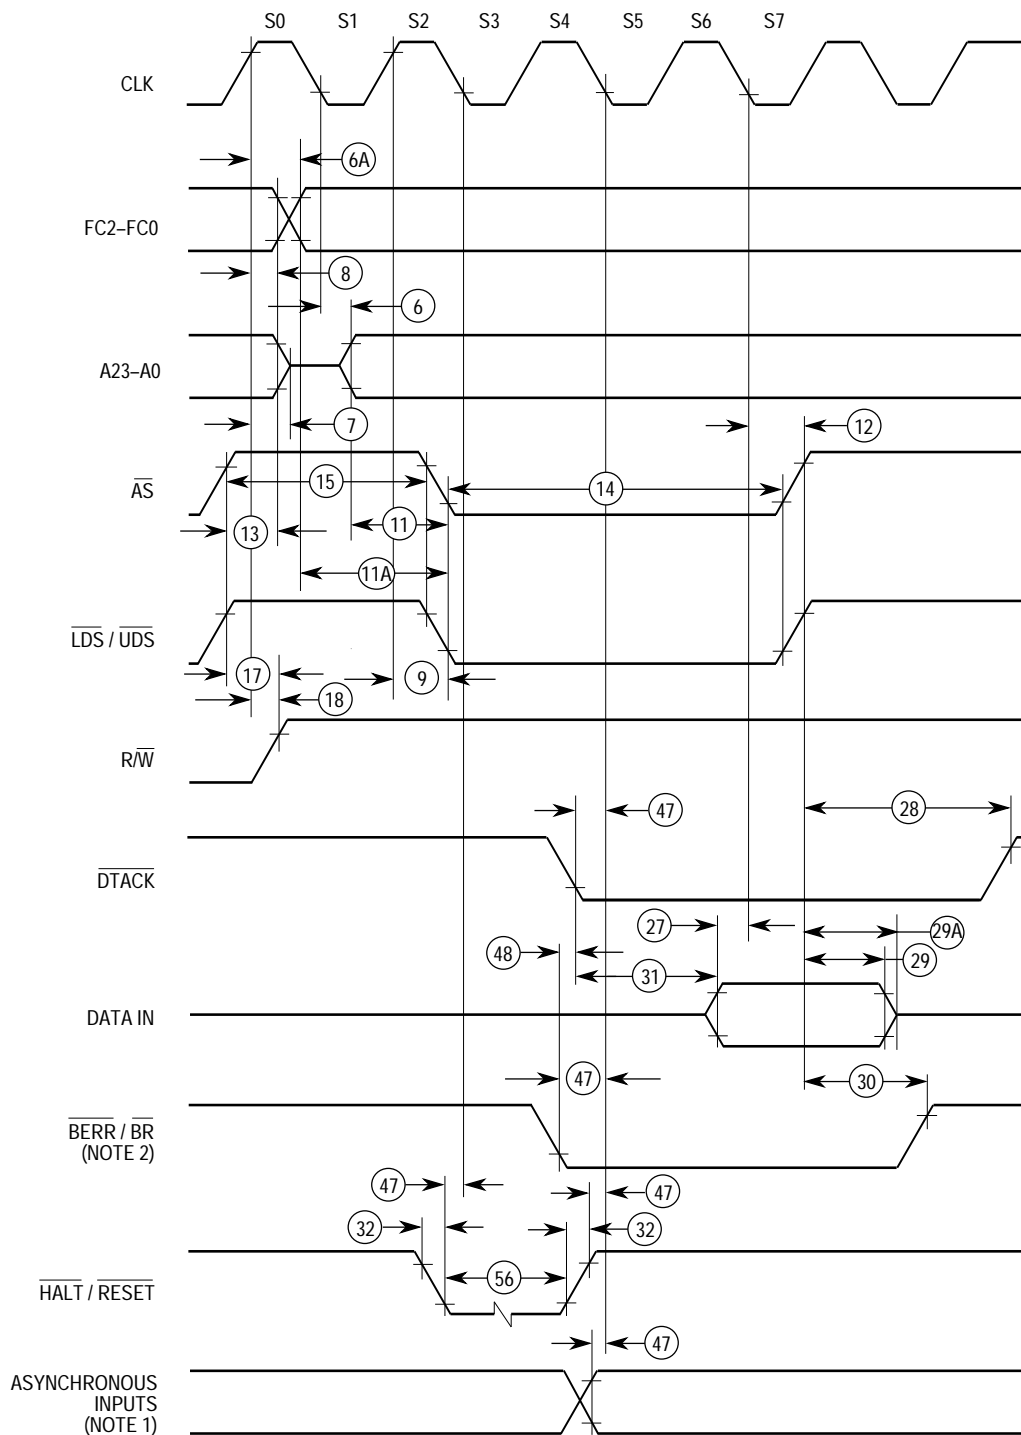 S0 S1 S2 S3 S4 S5 S6 S7
CLK
6A
FC2–FC0
8
6
A23–A0
7
12
15
14
AS
13
11
11A
LDS / UDS
17
9
18
R/W
47
28
DTACK
27
29A
48
29
31
DATA IN
47
30
BERR / BR
(NOTE 2)
47
47
32
32
56
HALT / RESET
47
ASYNCHRONOUS
INPUTS
(NOTE 1)